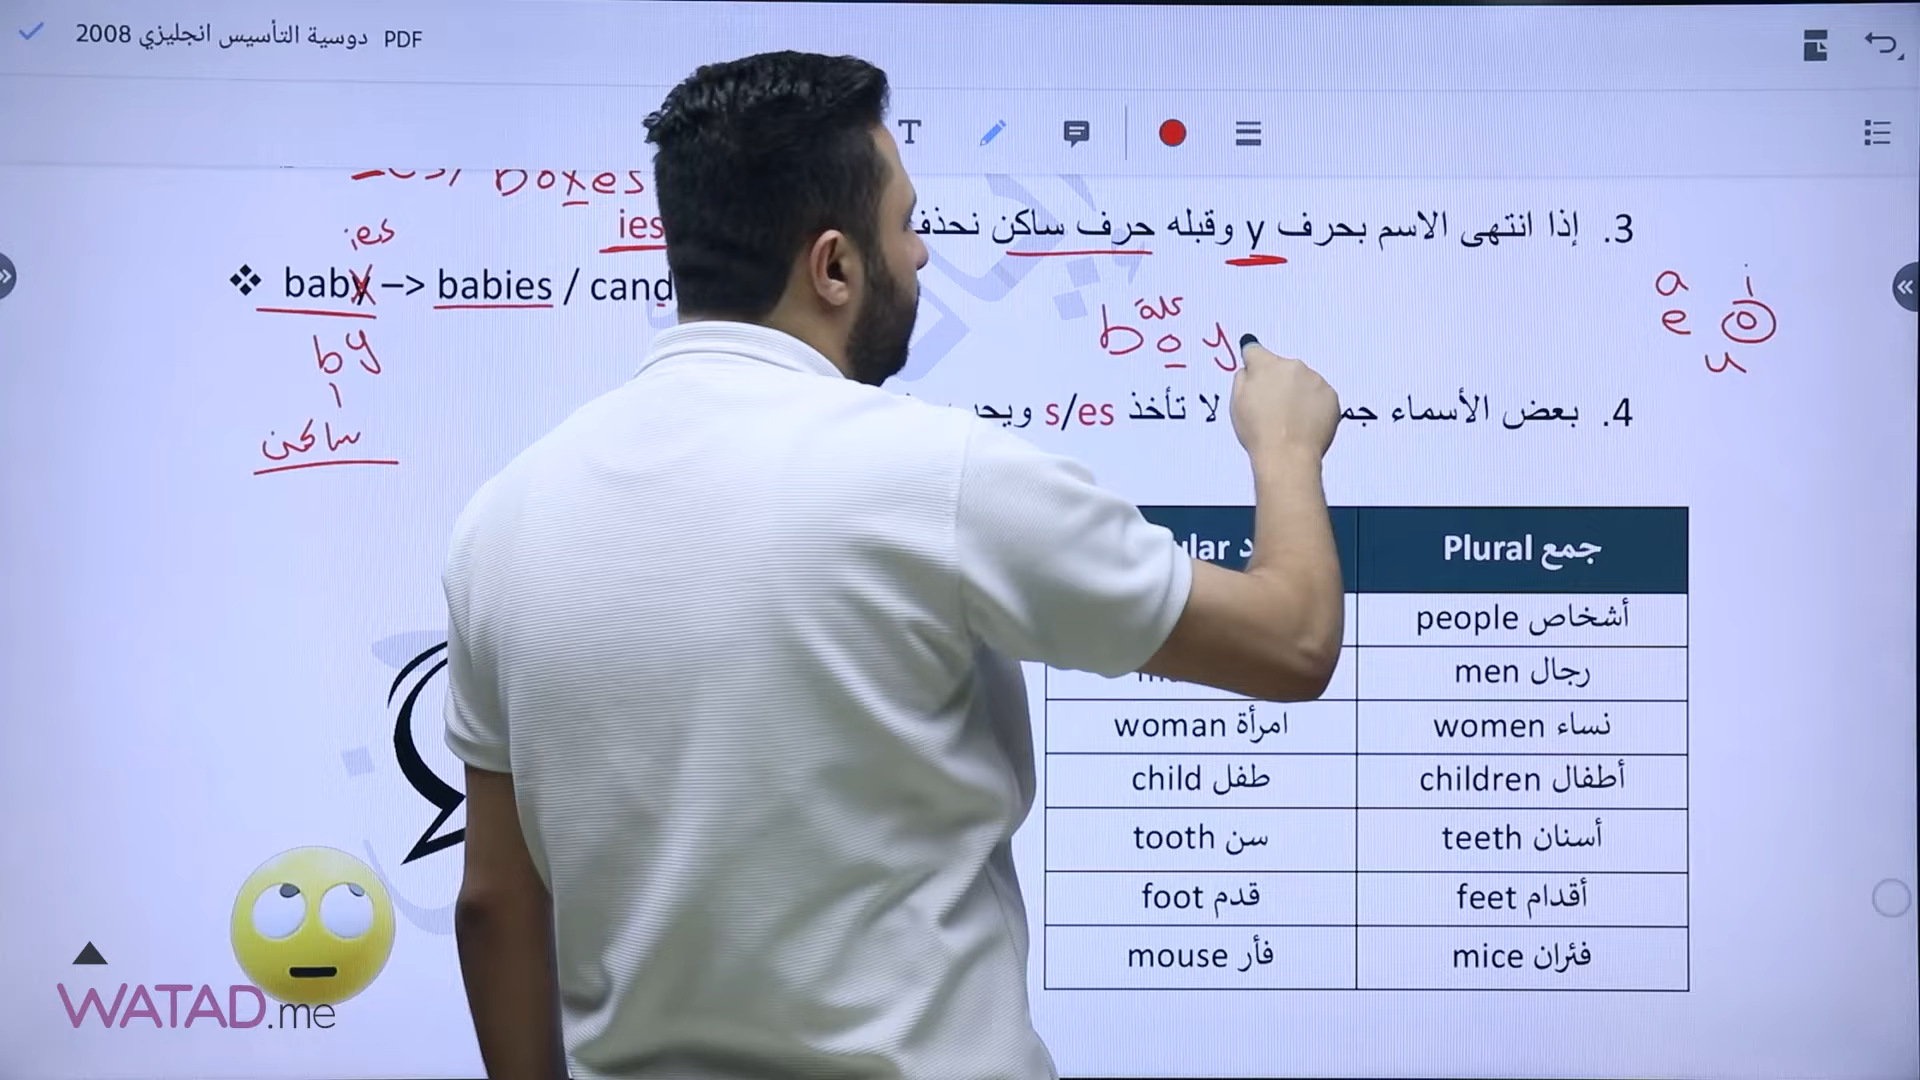 دوسية التأسيس انجليزي 2008 PDF
T
Boxes
ies
3. إذا انتهى الاسم بحرف y وقبله حرف ساكن نحذف
ies
❖ baby –> babies / cand
a i
e o
u
boy
by
ساكن
4. بعض الأسماء لا تأخذ s/es
Plural جمع
people أشخاص
men رجال
woman امرأة women نساء
child طفل children أطفال
tooth سن teeth أسنان
foot قدم feet أقدام
mouse فأر mice فئران
WATAD.me